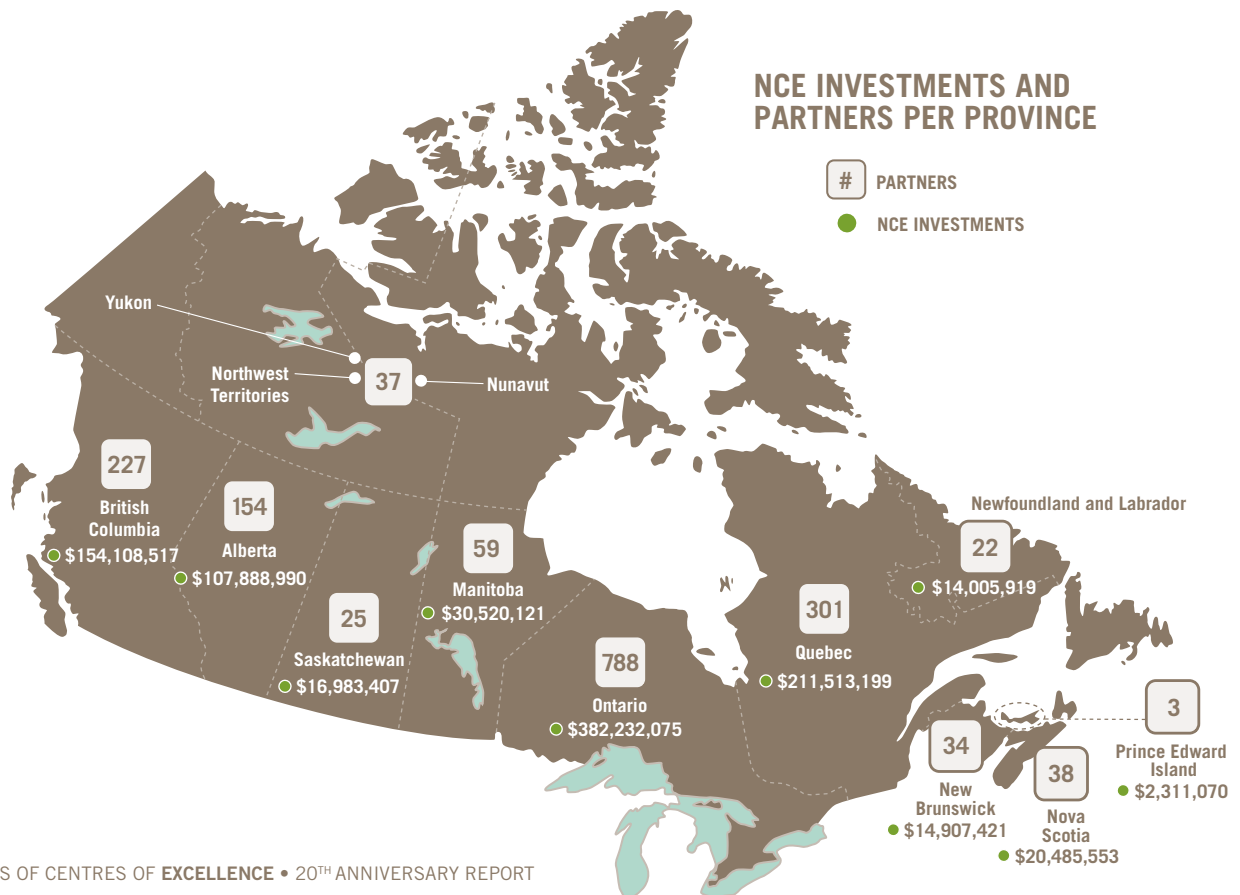 NCE INVESTMENTS AND
PARTNERS PER PROVINCE
# PARTNERS
NCE INVESTMENTS
Yukon
Northwest
Territories
37
Nunavut
227
British
Columbia
$154,108,517
154
Alberta
$107,888,990
25
Saskatchewan
$16,983,407
59
Manitoba
$30,520,121
788
Ontario
$382,232,075
301
Quebec
$211,513,199
Newfoundland and Labrador
22
$14,005,919
3
Prince Edward
Island
$2,311,070
34
New
Brunswick
$14,907,421
38
Nova
Scotia
$20,485,553
S OF CENTRES OF EXCELLENCE • 20TH ANNIVERSARY REPORT